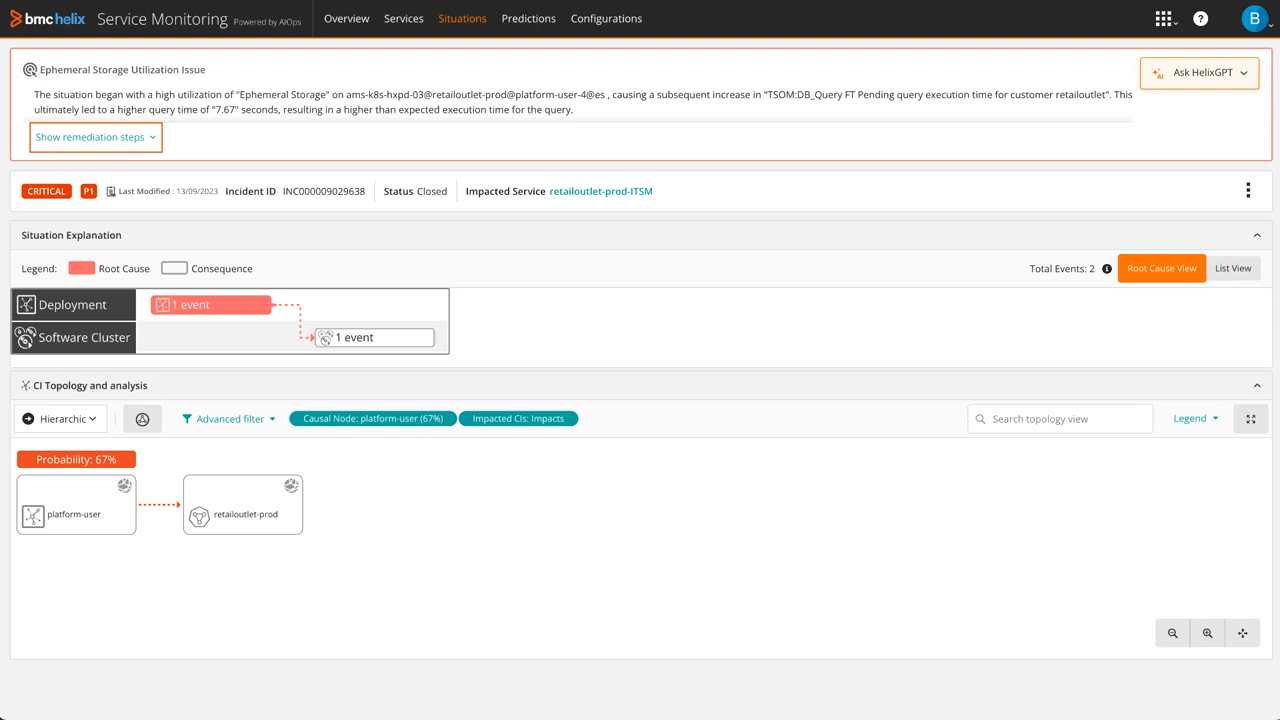 bmchelix Service Monitoring Powered by AIOps Overview Services Situations Predictions Configurations ? B
Ephemeral Storage Utilization Issue
AI Ask HelixGPT
The situation began with a high utilization of "Ephemeral Storage" on ams-k8s-hxpd-03@retailoutlet-prod@platform-user-4@es , causing a subsequent increase in "TSOM:DB_Query FT Pending query execution time for customer retailoutlet". This
ultimately led to a higher query time of "7.67" seconds, resulting in a higher than expected execution time for the query.
Show remediation steps
CRITICAL P1 Last Modified : 13/09/2023 Incident ID INC000009029638 Status Closed Impacted Service retailoutlet-prod-ITSM
Situation Explanation
Legend: Root Cause Consequence Total Events: 2 Root Cause View List View
Deployment 1 event
Software Cluster 1 event
CI Topology and analysis
Hierarchic Advanced filter Causal Node: platform-user (67%) Impacted CIs: Impacts Search topology view Legend
Probability: 67%
platform-user retailoutlet-prod